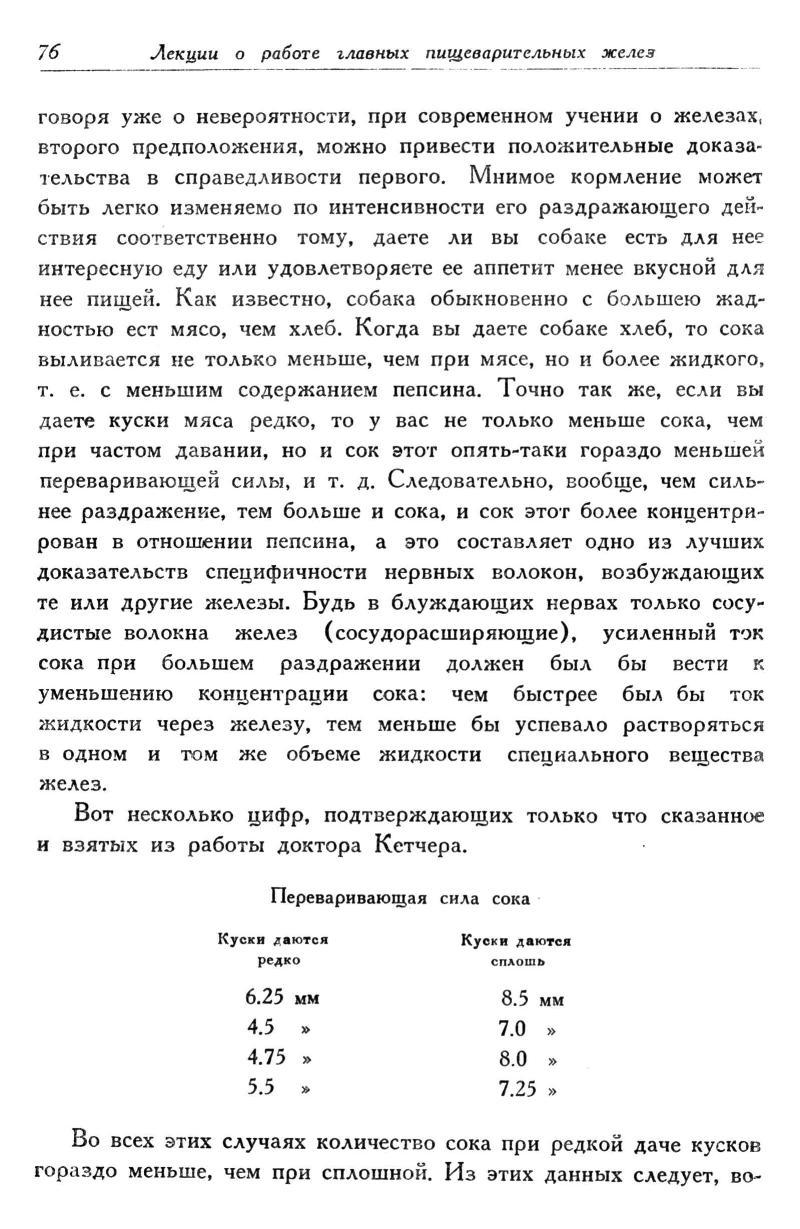 76 Лекции о работе главных пищеварительных желез
говоря уже о невероятности, при современном учении о железах,
второго предположения, можно привести положительные доказа-
тельства в справедливости первого. Мнимое кормление может
быть легко изменяемо по интенсивности его раздражающего дей-
ствия соответственно тому, даете ли вы собаке есть для нее
интересную еду или удовлетворяете ее аппетит менее вкусной для
нее пищей. Как известно, собака обыкновенно с большею жад-
ностью ест мясо, чем хлеб. Когда вы даете собаке хлеб, то сока
выливается не только меньше, чем при мясе, но и более жидкого,
т. е. с меньшим содержанием пепсина. Точно так же, если вы
даете куски мяса редко, то у вас не только меньше сока, чем
при частом давании, но и сок этот опять-таки гораздо меньшей
переваривающей силы, и т. д. Следовательно, вообще, чем силь-
нее раздражение, тем больше и сока, и сок этот более концентри-
рован в отношении пепсина, а это составляет одно из лучших
доказательств специфичности нервных волокон, возбуждающих
те или другие железы. Будь в блуждающих нервах только сосу-
дистые волокна желез (сосудорасширяющие), усиленный ток
сока при большем раздражении должен был бы вести к
уменьшению концентрации сока: чем быстрее был бы ток
жидкости через железу, тем меньше бы успевало растворяться
в одном и том же объеме жидкости специального вещества
желез.
Вот несколько цифр, подтверждающих только что сказанное
и взятых из работы доктора Кетчера.
Переваривающая сила сока
Куски даются Куски даются
редко сплошь
6.25 мм 8.5 мм
4.5 » 7.0 »
4.75 » 8.0 »
5.5 » 7.25 »
Во всех этих случаях количество сока при редкой даче кусков
гораздо меньше, чем при сплошной. Из этих данных следует, во-